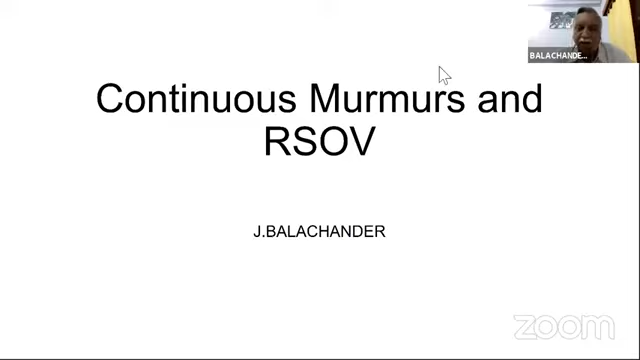 BALACHANDE...
Continuous Murmurs and
RSOV
J.BALACHANDER
zoom